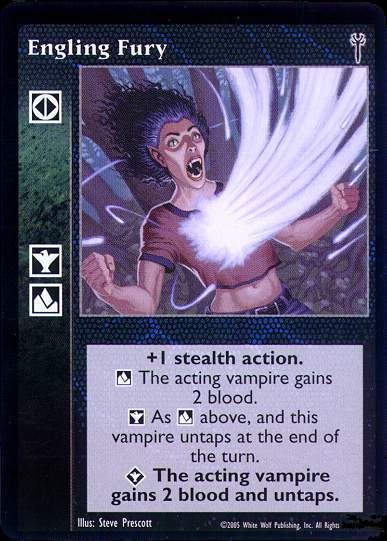 Engling Fury
+1 stealth action.
The acting vampire gains
2 blood.
As above, and this
vampire untaps at the end of
the turn.
The acting vampire
gains 2 blood and untaps.
Illus: Steve Prescott
©2005 White Wolf Publishing, Inc. All Rights